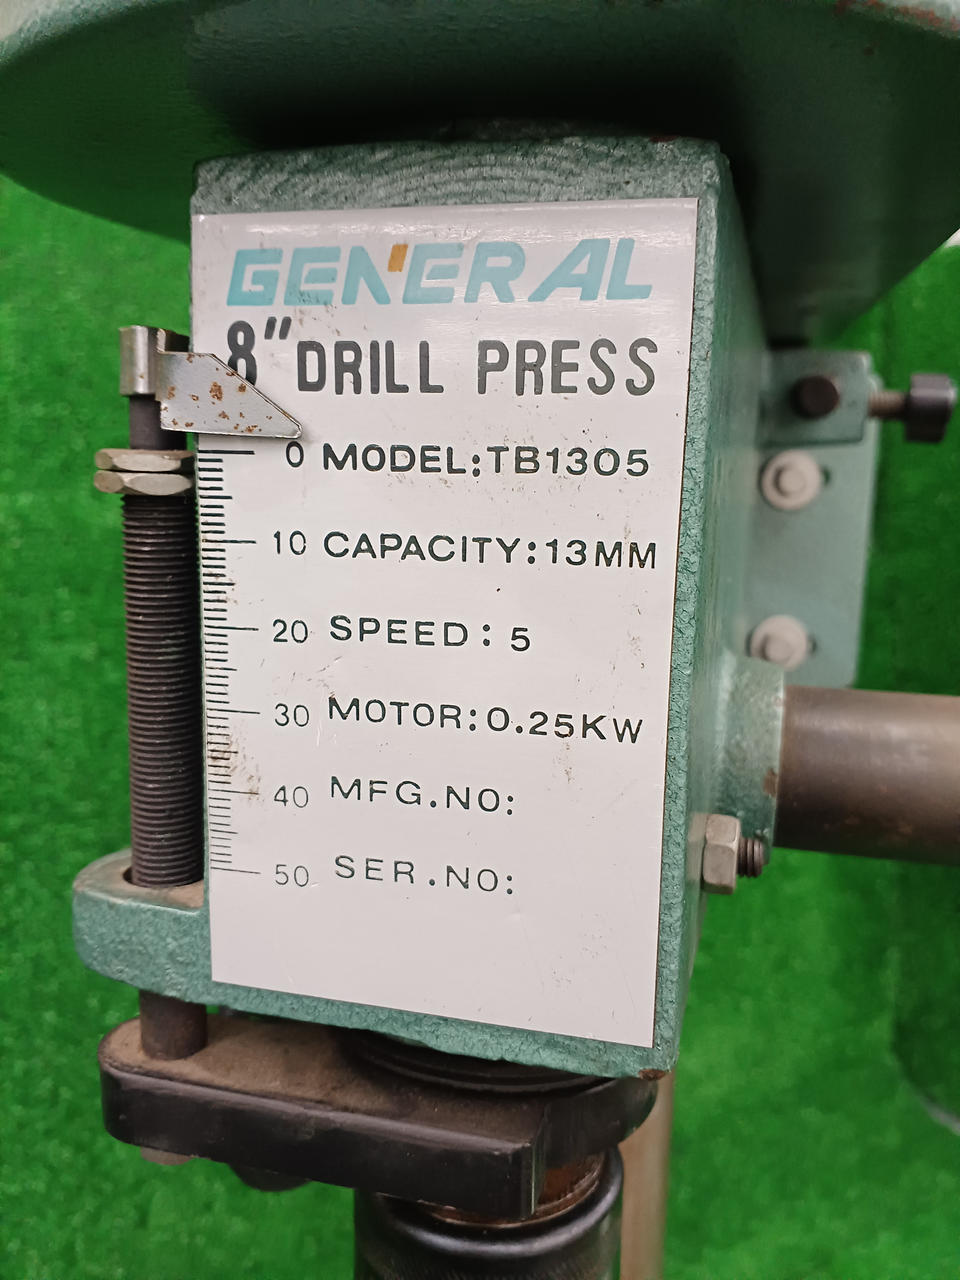 GENERAL
8" DRILL PRESS
0 MODEL:TB1305
10 CAPACITY:13MM
20 SPEED: 5
30 MOTOR:0.25KW
40 MFG.NO:
50 SER.NO: